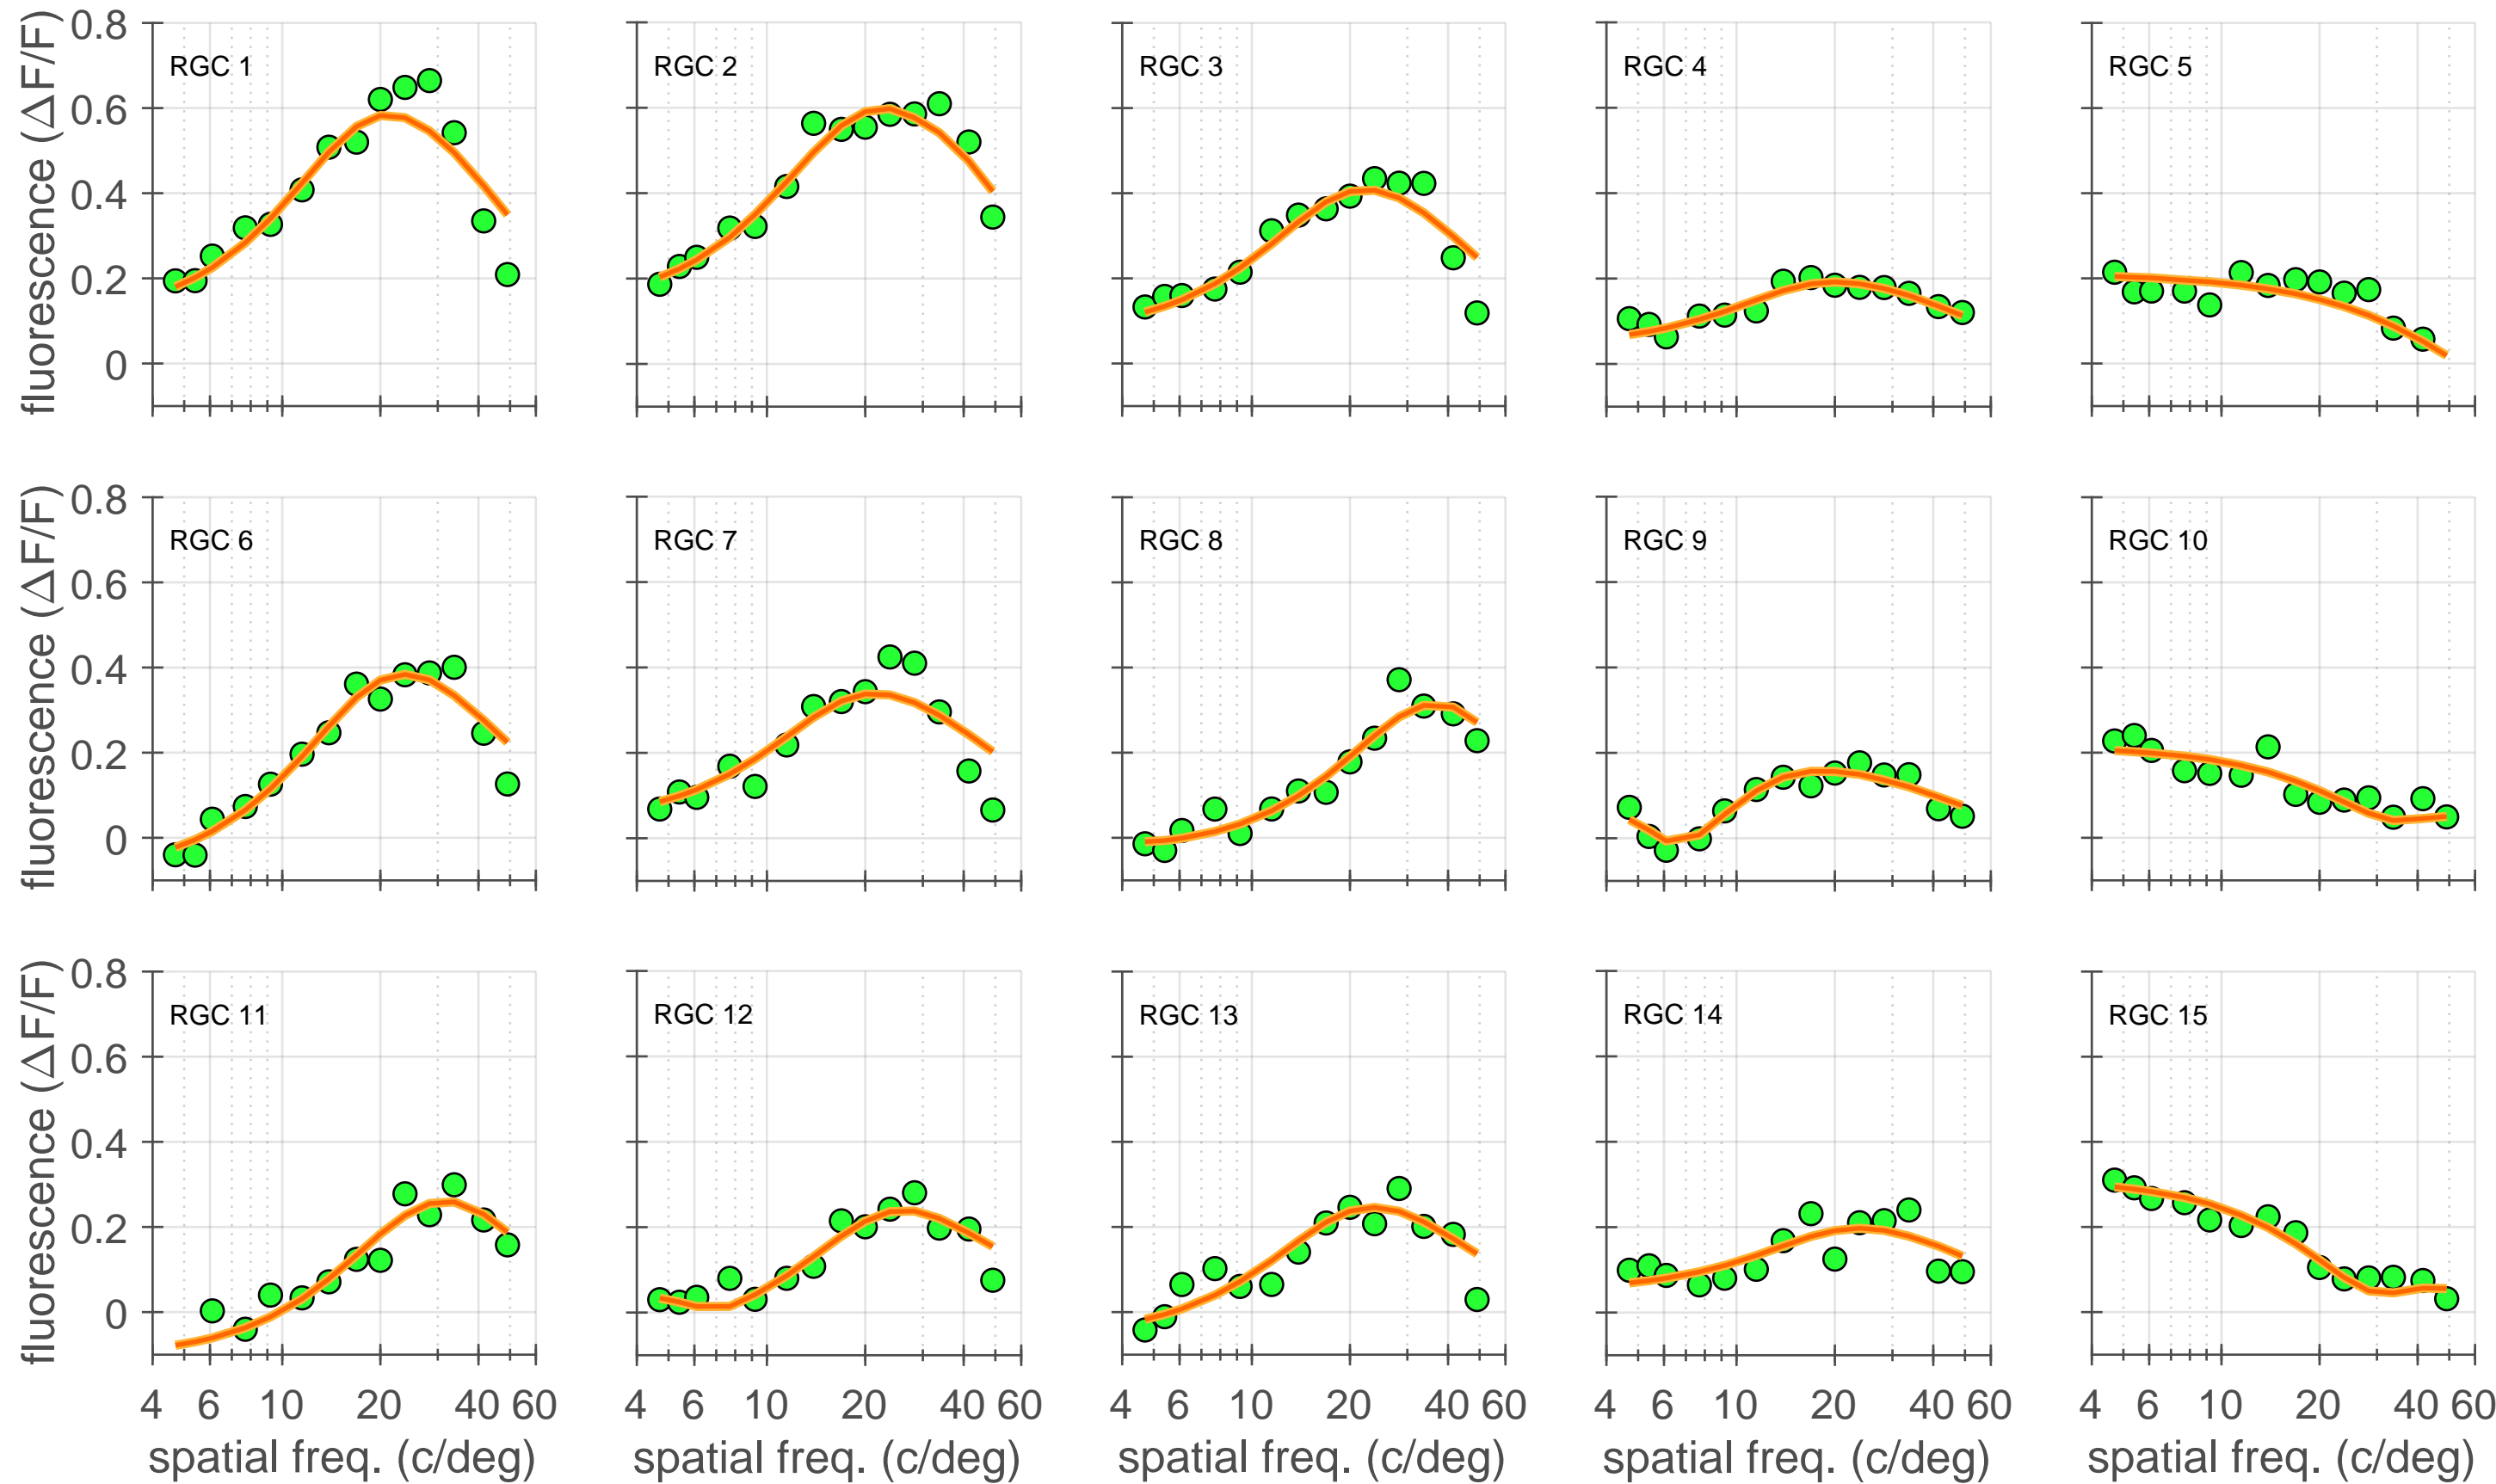 fluorescence (ΔF/F)
0.8
0.6
0.4
0.2
0
RGC 1
RGC 2
RGC 3
RGC 4
RGC 5
fluorescence (ΔF/F)
0.8
0.6
0.4
0.2
0
RGC 6
RGC 7
RGC 8
RGC 9
RGC 10
fluorescence (ΔF/F)
0.8
0.6
0.4
0.2
0
RGC 11
RGC 12
RGC 13
RGC 14
RGC 15
4 6 10 20 40 60
4 6 10 20 40 60
4 6 10 20 40 60
4 6 10 20 40 60
4 6 10 20 40 60
spatial freq. (c/deg)
spatial freq. (c/deg)
spatial freq. (c/deg)
spatial freq. (c/deg)
spatial freq. (c/deg)